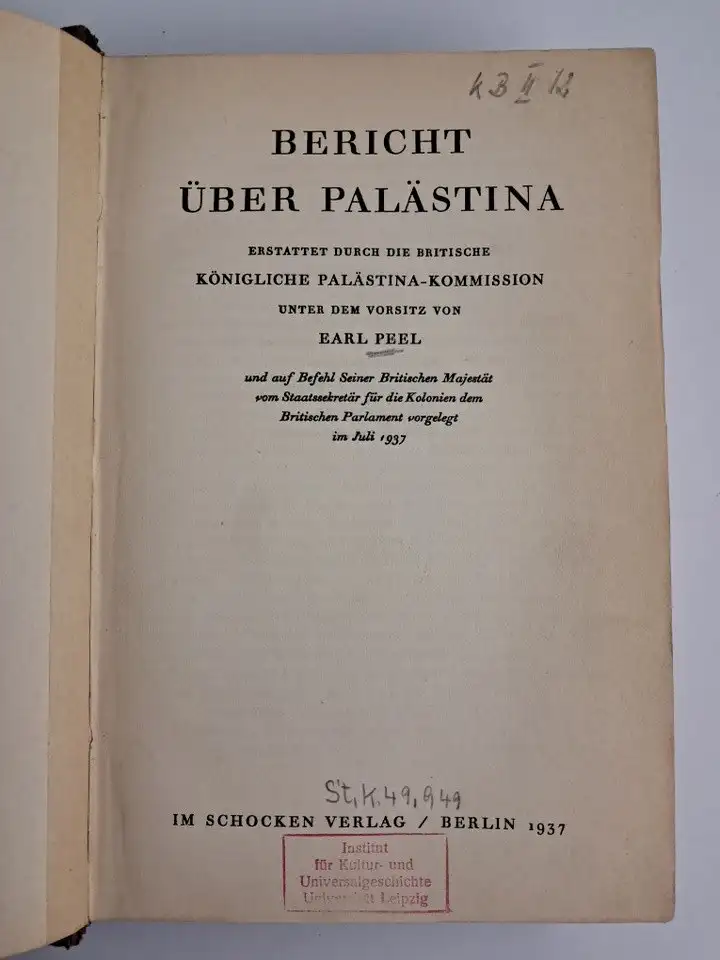 KB II 12
BERICHT
ÜBER PALÄSTINA
ERSTATTET DURCH DIE BRITISCHE
KÖNIGLICHE PALÄSTINA-KOMMISSION
UNTER DEM VORSITZ VON
EARL PEEL
und auf Befehl Seiner Britischen Majestät
vom Staatssekretär für die Kolonien dem
Britischen Parlament vorgelegt
im Juli 1937
St.K.49,949
IM SCHOCKEN VERLAG / BERLIN 1937
Institut
für Kultur- und
Universalgeschichte
Universität Leipzig